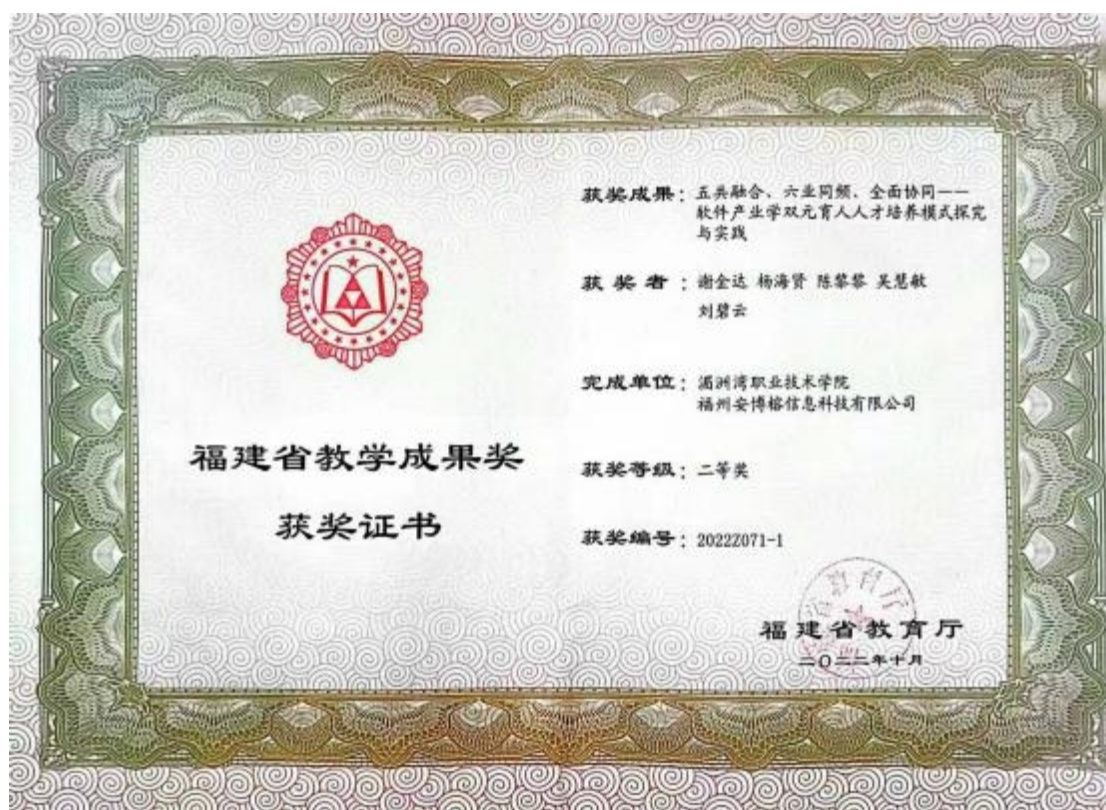 福建省教学成果奖
获奖证书
获奖成果：五共融合、六业同频、全面协同——
软件产业学双元育人人才培养模式探究
与实践
获奖者：谢金达 杨海贤 陈黎黎 吴慧敏
刘碧云
完成单位：湄洲湾职业技术学院
福州安博榕信息科技有限公司
获奖等级：二等奖
获奖编号：2022Z071-1
福建省教育厅
二〇二二年十月